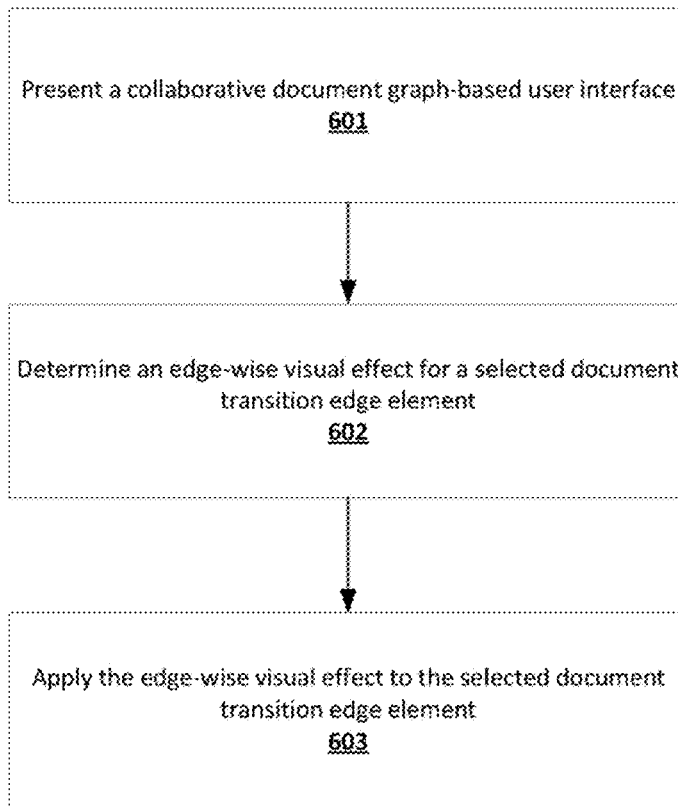 Present a collaborative document graph-based user interface
601
Determine an edge-wise visual effect for a selected document
transition edge element
602
Apply the edge-wise visual effect to the selected document
transition edge element
603